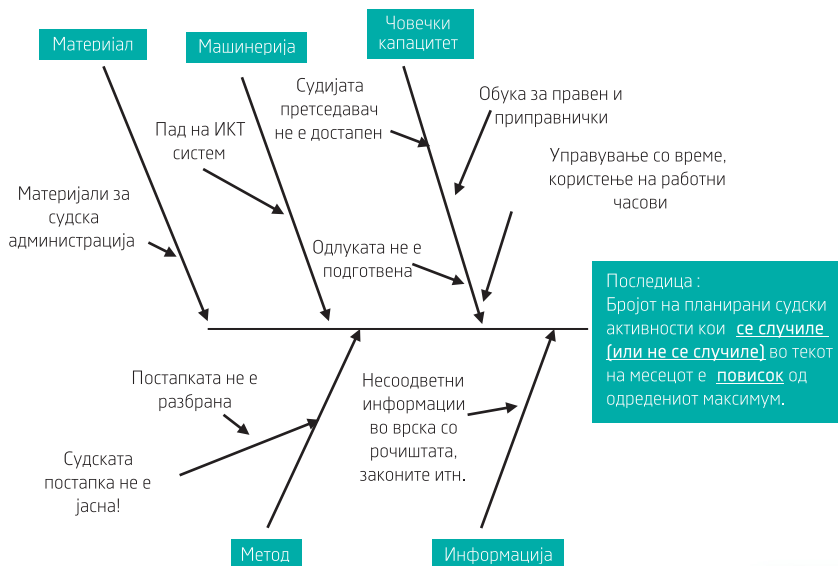 Материјал
Машинерија
Човечки
капацитет
Судијата
претседавач
не е достапен
Обука за правен и
приправнички
Пад на ИКТ
систем
Управување со време,
користење на работни
часови
Материјали за
судска
администрација
Одлуката не е
подготвена
Последица :
Бројот на планирани судски
активности кои се случиле
(или не се случиле) во текот
на месецот е повисок од
одредениот максимум.
Постапката не е
разбрана
Несоодветни
информации
во врска со
рочиштата,
законите итн.
Судската
постапка не е
јасна!
Метод
Информација